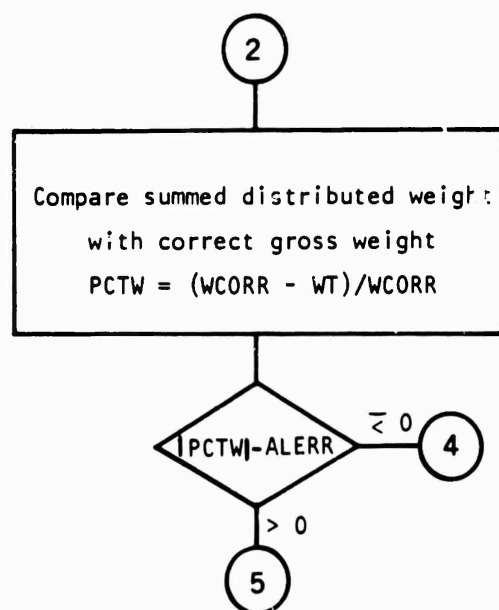 2
Compare summed distributed weight
with correct gross weight
PCTW = (WCORR - WT)/WCORR
|PCTW|-ALERR
≤ 0
4
> 0
5